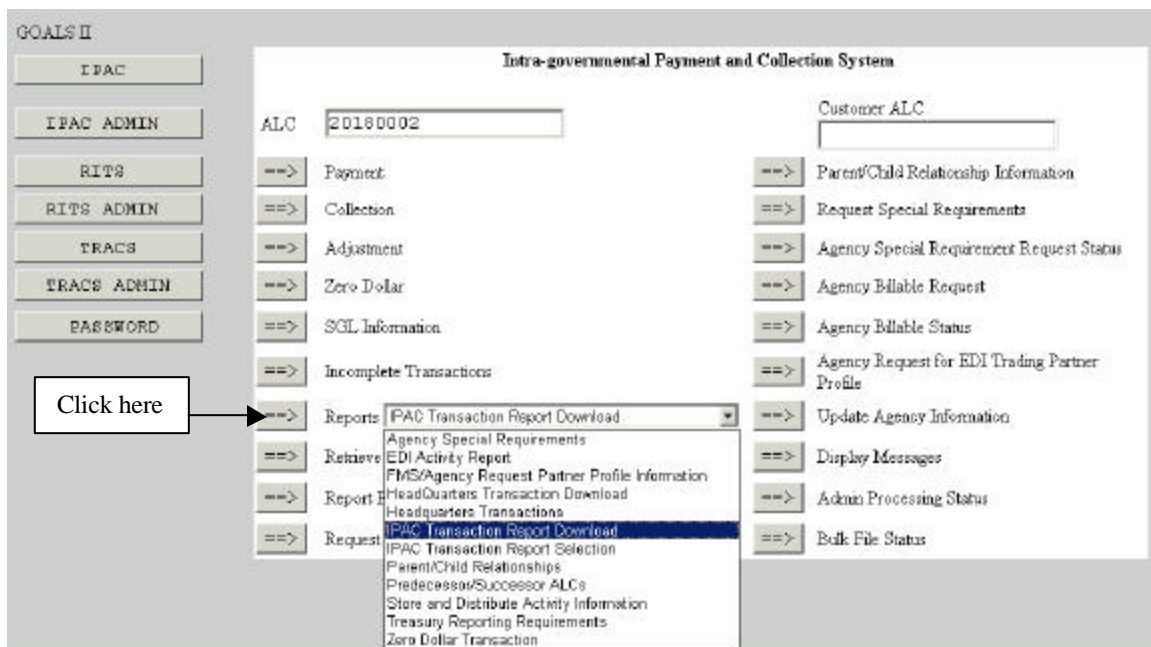 GOALS II
IPAC
IPAC ADMIN
RITS
RITS ADMIN
TRACS
TRACS ADMIN
PASSWORD
Click here
Intra-governmental Payment and Collection System
ALC 20180002
Customer ALC
==> Payment
==> Collection
==> Adjustment
==> Zero Dollar
==> SGL Information
==> Incomplete Transactions
==> Reports IPAC Transaction Report Download
==> Retrieve
==> Report
==> Request
Agency Special Requirements
EDI Activity Report
FMS/Agency Request Partner Profile Information
HeadQuarters Transaction Download
Headquarters Transactions
IPAC Transaction Report Download
IPAC Transaction Report Selection
Parent/Child Relationships
Predecessor/Successor ALCs
Store and Distribute Activity Information
Treasury Reporting Requirements
Zero Dollar Transaction
==> Parent/Child Relationship Information
==> Request Special Requirements
==> Agency Special Requirement Request Status
==> Agency Billable Request
==> Agency Billable Status
==> Agency Request for EDI Trading Partner
Profile
==> Update Agency Information
==> Display Messages
==> Admin Processing Status
==> Bulk File Status